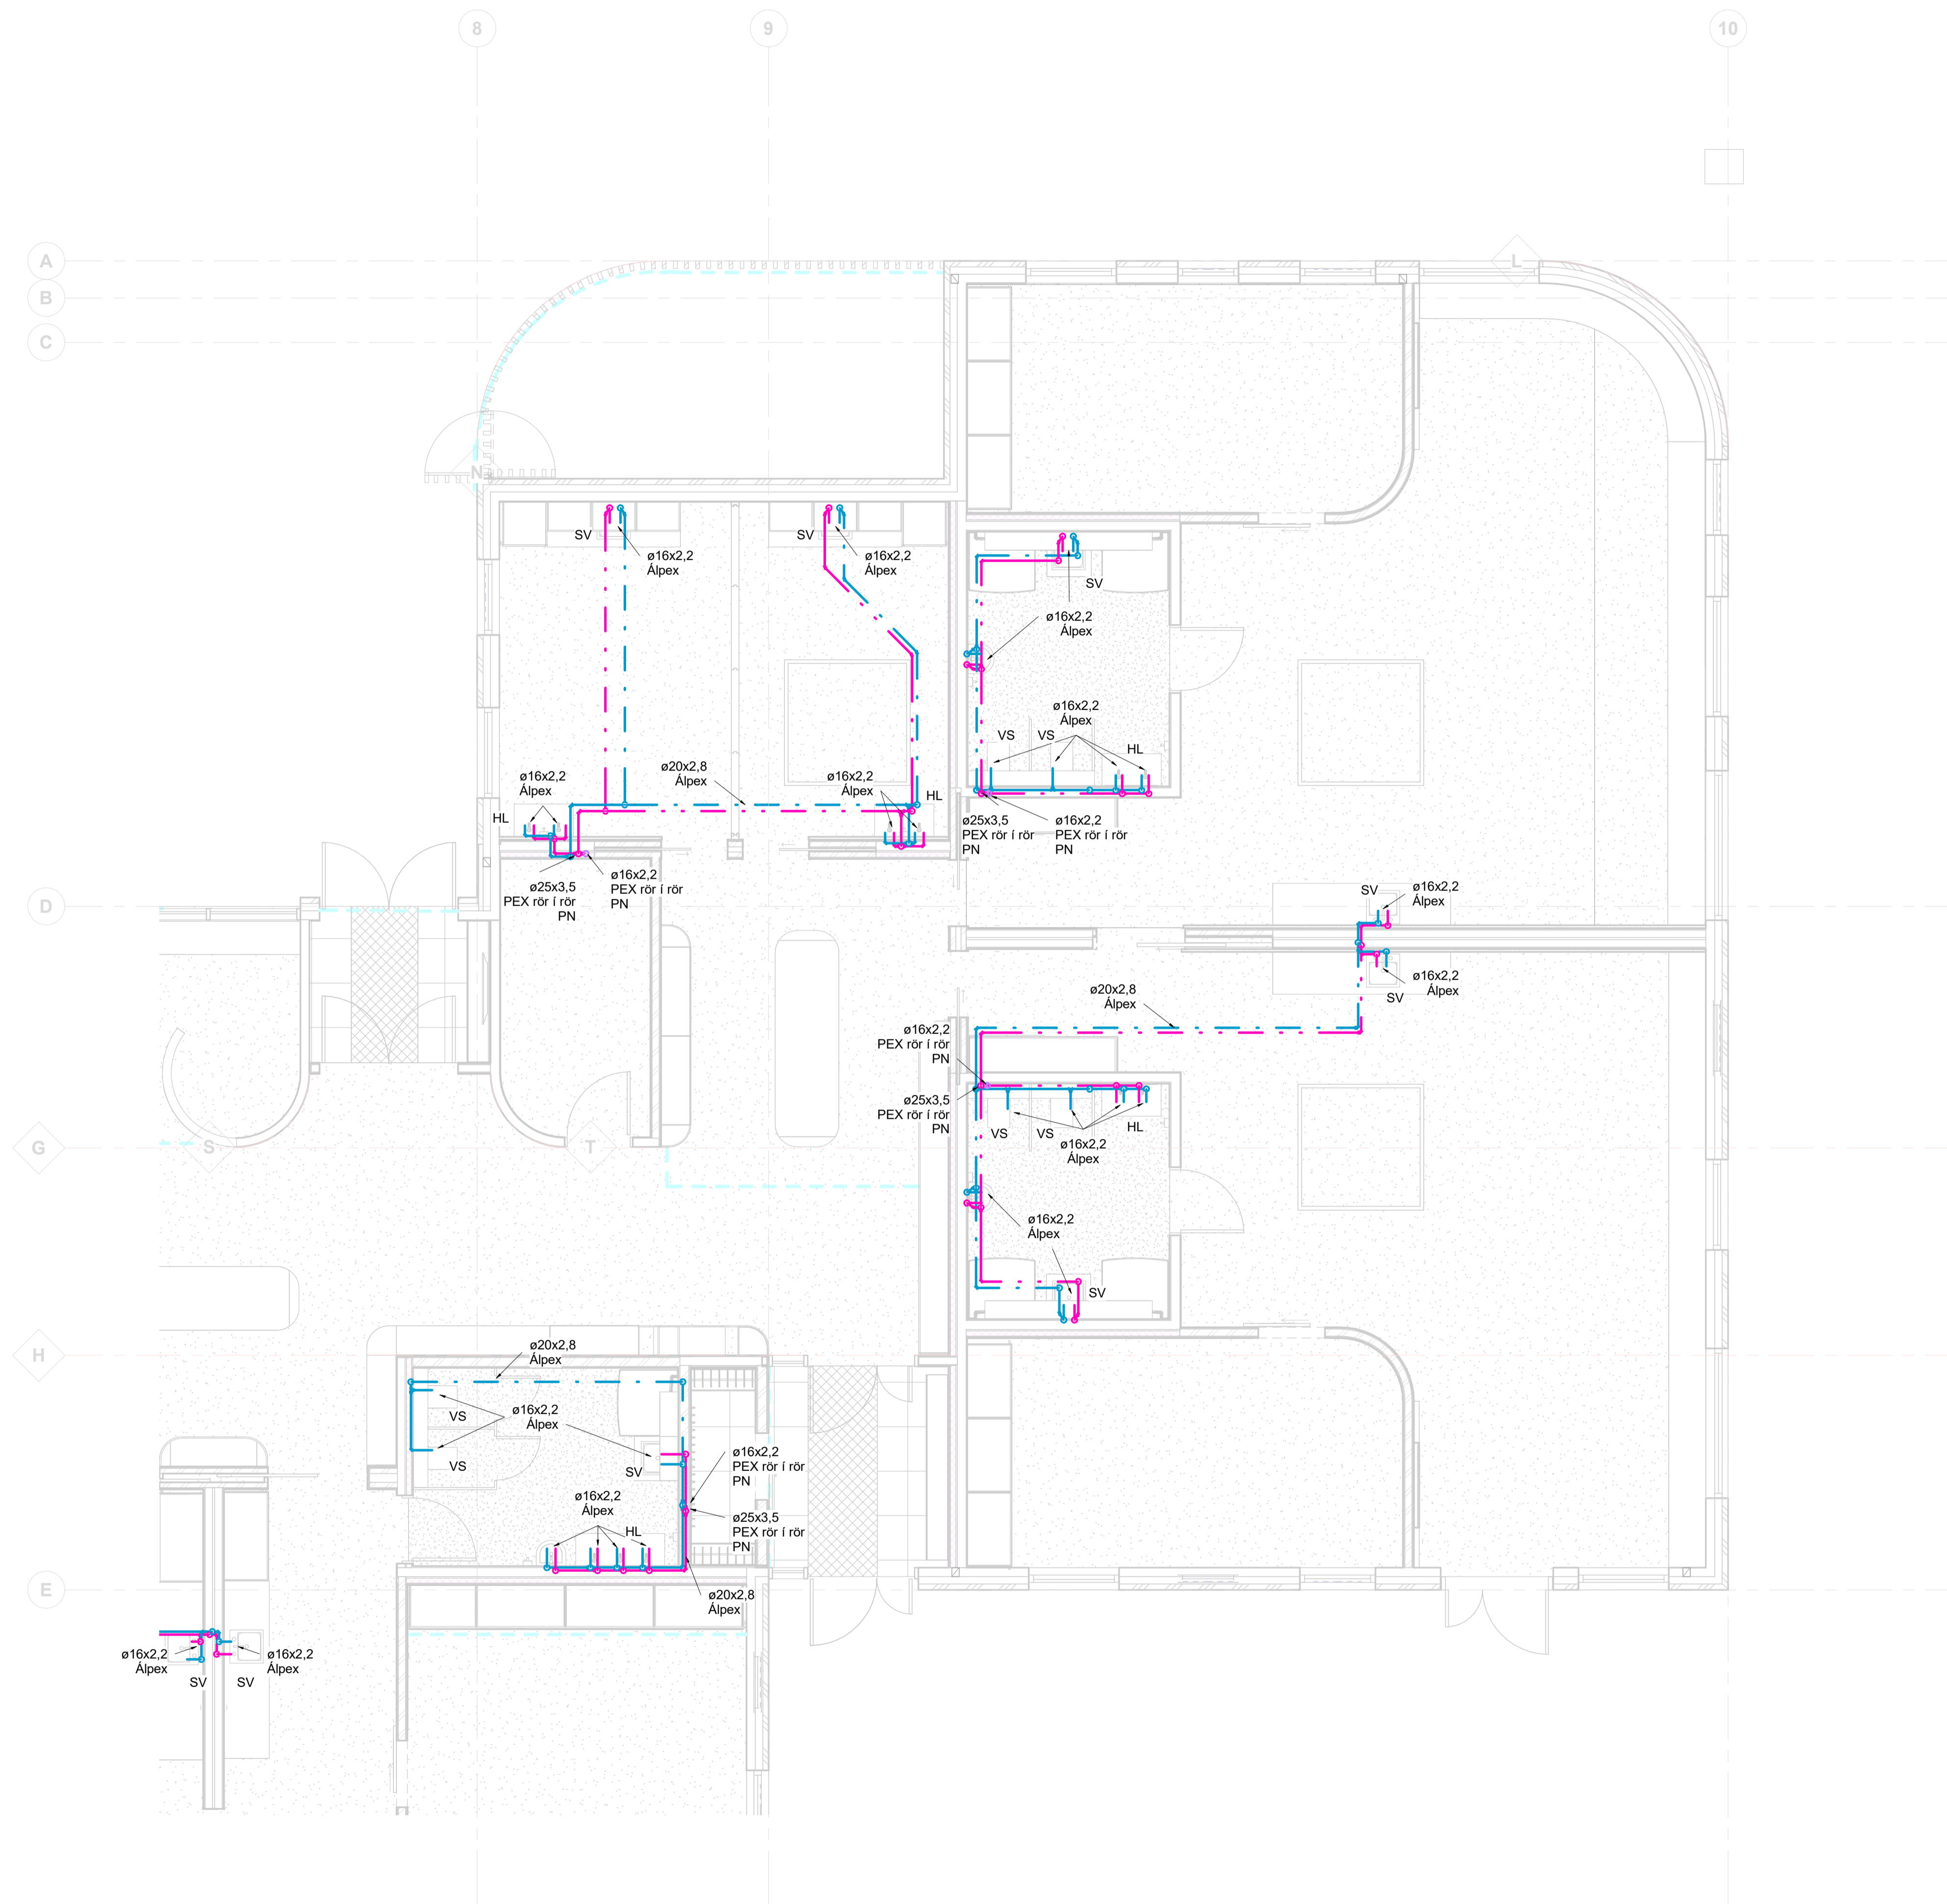 8
9
10
A
B
C
L
N
SV
ø16x2,2
Álpex
SV
ø16x2,2
Álpex
SV
ø16x2,2
Álpex
ø16x2,2
Álpex
VS
VS
HL
ø16x2,2
Álpex
HL
ø20x2,8
Álpex
ø16x2,2
Álpex
HL
ø25x3,5
PEX rör í rör
PN
ø16x2,2
PEX rör í rör
PN
ø25x3,5
PEX rör í rör
PN
ø16x2,2
PEX rör í rör
PN
D
SV
ø16x2,2
Álpex
ø16x2,2
Álpex
SV
ø20x2,8
Álpex
ø16x2,2
PEX rör í rör
PN
ø25x3,5
PEX rör í rör
PN
VS
VS
HL
ø16x2,2
Álpex
G
S
T
ø16x2,2
Álpex
SV
H
ø20x2,8
Álpex
VS
ø16x2,2
Álpex
VS
SV
ø16x2,2
PEX rör í rör
PN
ø16x2,2
Álpex
HL
ø25x3,5
PEX rör í rör
PN
E
ø20x2,8
Álpex
ø16x2,2
Álpex
SV
SV
ø16x2,2
Álpex